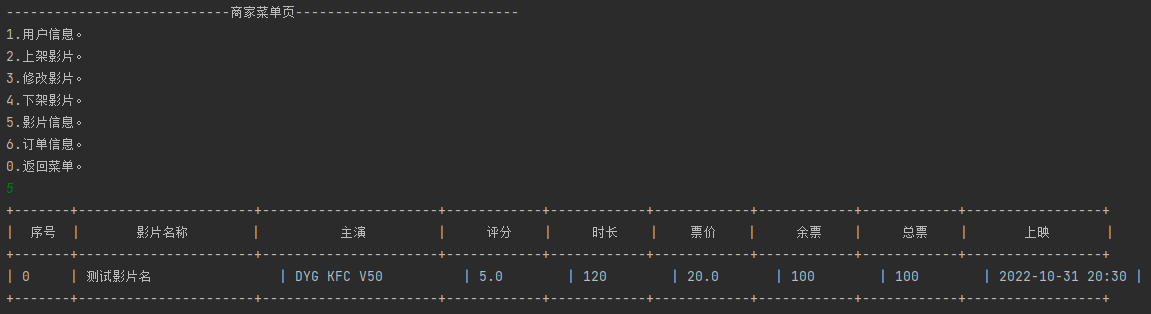 ----------------------------商家菜单页----------------------------
1.用户信息。
2.上架影片。
3.修改影片。
4.下架影片。
5.影片信息。
6.订单信息。
0.返回菜单。
5
+-------+----------------------+----------------------+------------+------------+------------+------------+-------------+-----------------+
| 序号 | 影片名称 | 主演 | 评分 | 时长 | 票价 | 余票 | 总票 | 上映 |
+-------+----------------------+----------------------+------------+------------+------------+------------+-------------+-----------------+
| 0 | 测试影片名 | DYG KFC V50 | 5.0 | 120 | 20.0 | 100 | 100 | 2022-10-31 20:30 |
+-------+----------------------+----------------------+------------+------------+------------+------------+-------------+-----------------+